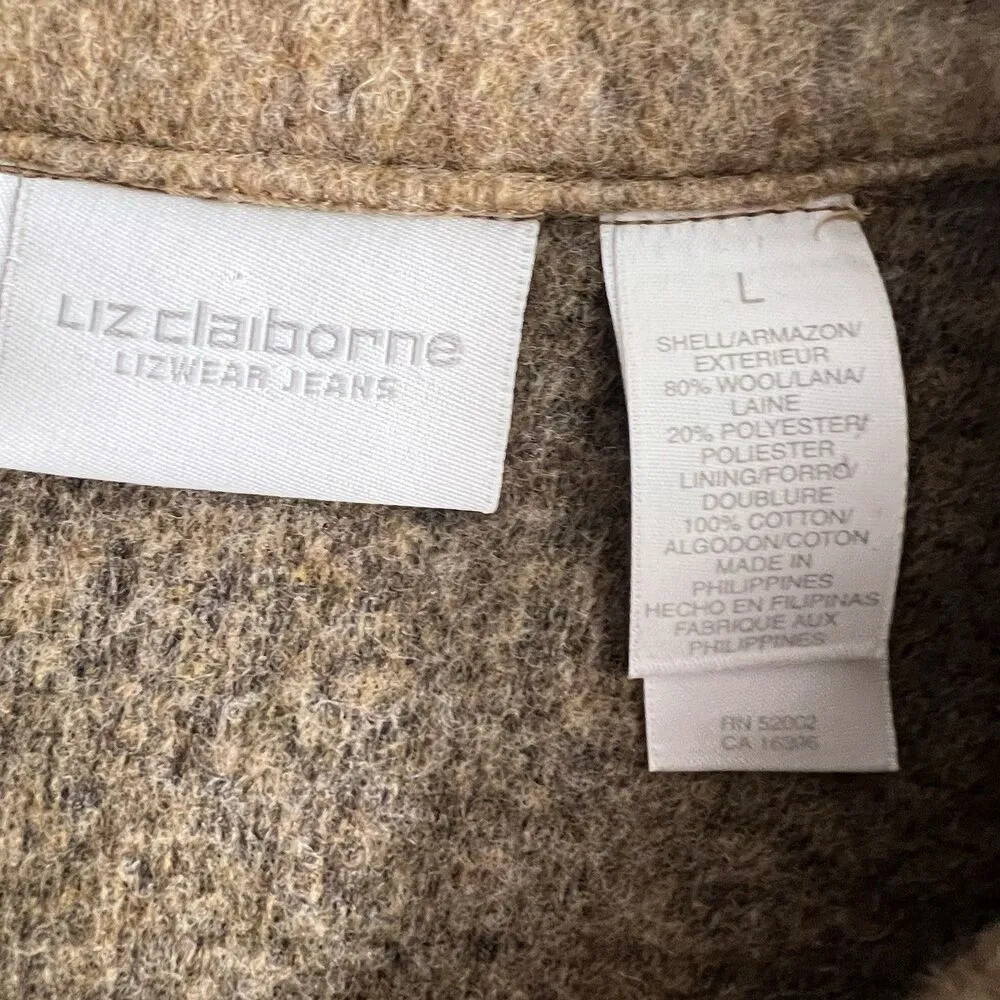 LIZ claiborne
LIZWEAR JEANS
L
SHELL/ARMAZON/
EXTERIEUR
80% WOOL/LANA/
LAINE
20% POLYESTER/
POLIESTER
LINING/FORRO/
DOUBLURE
100% COTTON/
ALGODON/COTON
MADE IN
PHILIPPINES
HECHO EN FILIPINAS
FABRIQUE AUX
PHILIPPINES
RN 52002
CA